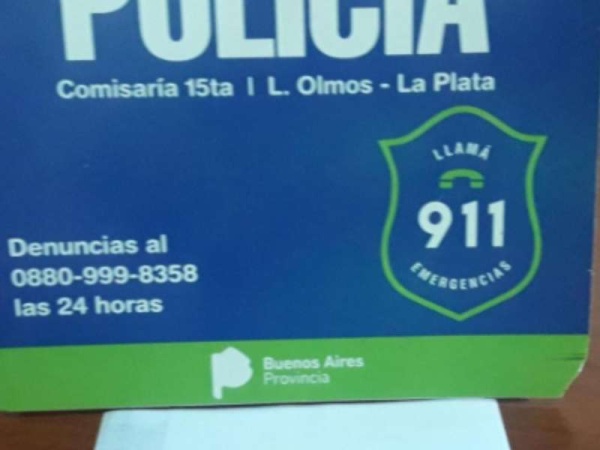 POLICIA
Comisaría 15ta | L. Olmos - La Plata
LLAMÁ
911
EMERGENCIAS
Denuncias al
0880-999-8358
las 24 horas
Buenos Aires
Provincia